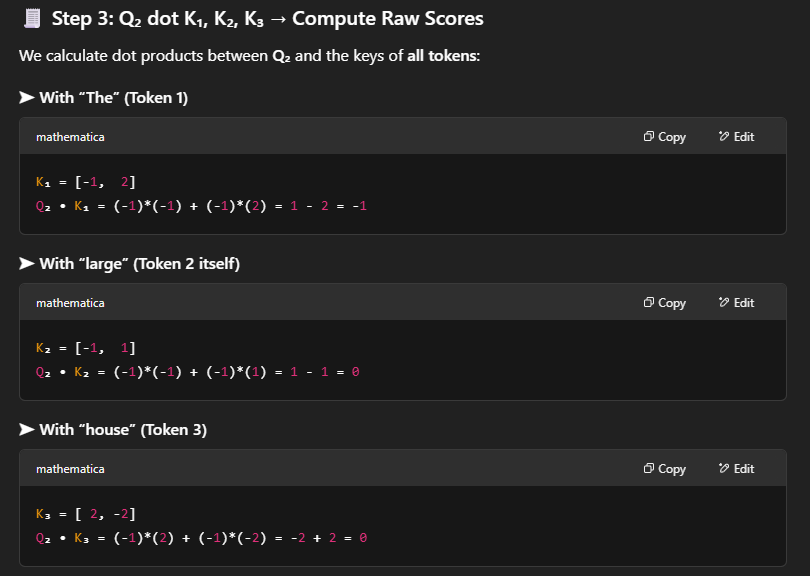 🧾 Step 3: Q₂ dot K₁, K₂, K₃ → Compute Raw Scores
We calculate dot products between Q₂ and the keys of all tokens:
➤ With “The” (Token 1)
mathematica Copy Edit
K₁ = [-1,  2]
Q₂ • K₁ = (-1)*(-1) + (-1)*(2) = 1 - 2 = -1
➤ With “large” (Token 2 itself)
mathematica Copy Edit
K₂ = [-1,  1]
Q₂ • K₂ = (-1)*(-1) + (-1)*(1) = 1 - 1 = 0
➤ With “house” (Token 3)
mathematica Copy Edit
K₃ = [ 2, -2]
Q₂ • K₃ = (-1)*(2) + (-1)*(-2) = -2 + 2 = 0